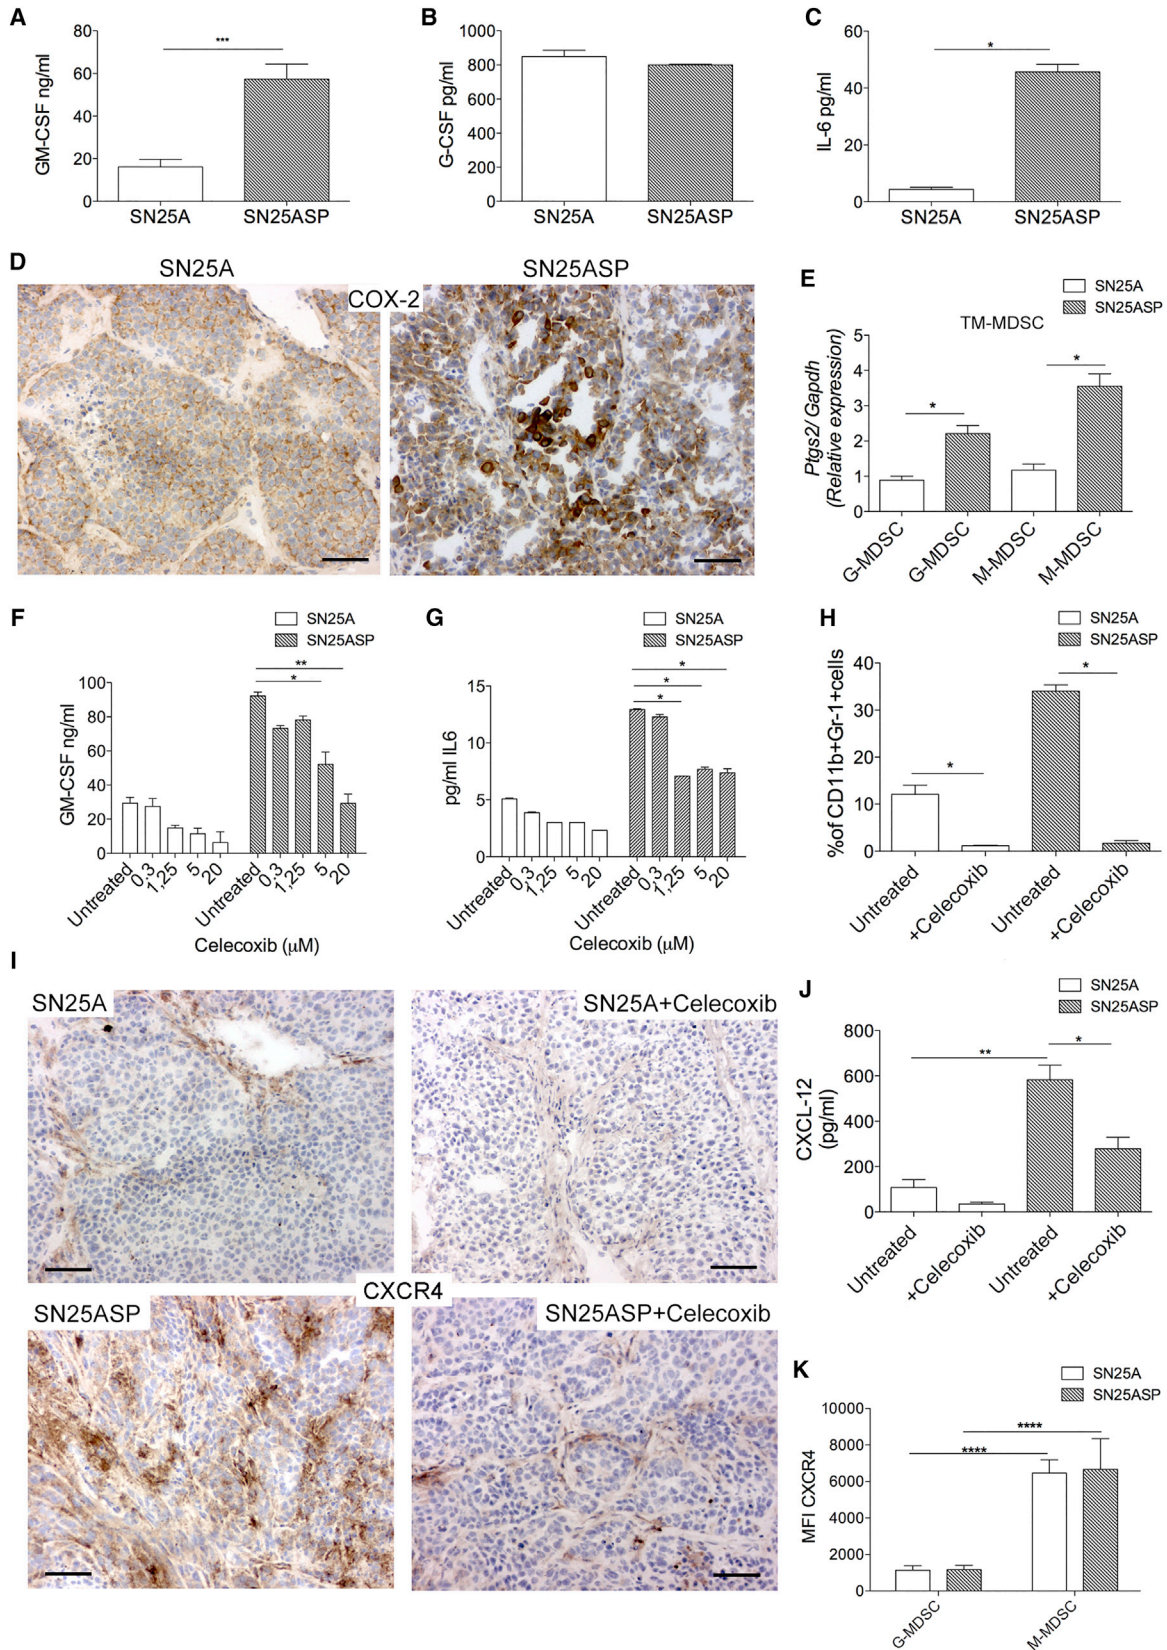 A
GM-CSF ng/ml
80
60
40
20
0
***
SN25A
SN25ASP
B
G-CSF pg/ml
1000
800
600
400
200
0
SN25A
SN25ASP
C
IL-6 pg/ml
60
40
20
0
*
SN25A
SN25ASP
D
SN25A
SN25ASP
COX-2
E
SN25A
SN25ASP
TM-MDSC
Ptgs2/ Gapdh
(Relative expression)
5
4
3
2
1
0
*
*
G-MDSC
G-MDSC
M-MDSC
M-MDSC
F
SN25A
SN25ASP
GM-CSF ng/ml
100
80
60
40
20
0
**
*
Untreated
0,3
1,25
5
20
Untreated
0,3
1,25
5
20
Celecoxib (μM)
G
SN25A
SN25ASP
pg/ml IL6
15
10
5
0
*
*
*
Untreated
0,3
1,25
5
20
Untreated
0,3
1,25
5
20
Celecoxib (μM)
H
SN25A
SN25ASP
%of CD11b+Gr-1+cells
40
30
20
10
0
*
*
Untreated
+Celecoxib
Untreated
+Celecoxib
I
SN25A
SN25A+Celecoxib
CXCR4
SN25ASP
SN25ASP+Celecoxib
J
SN25A
SN25ASP
CXCL-12
(pg/ml)
800
600
400
200
0
**
*
Untreated
+Celecoxib
Untreated
+Celecoxib
K
SN25A
SN25ASP
MFI CXCR4
10000
8000
6000
4000
2000
0
****
****
G-MDSC
M-MDSC